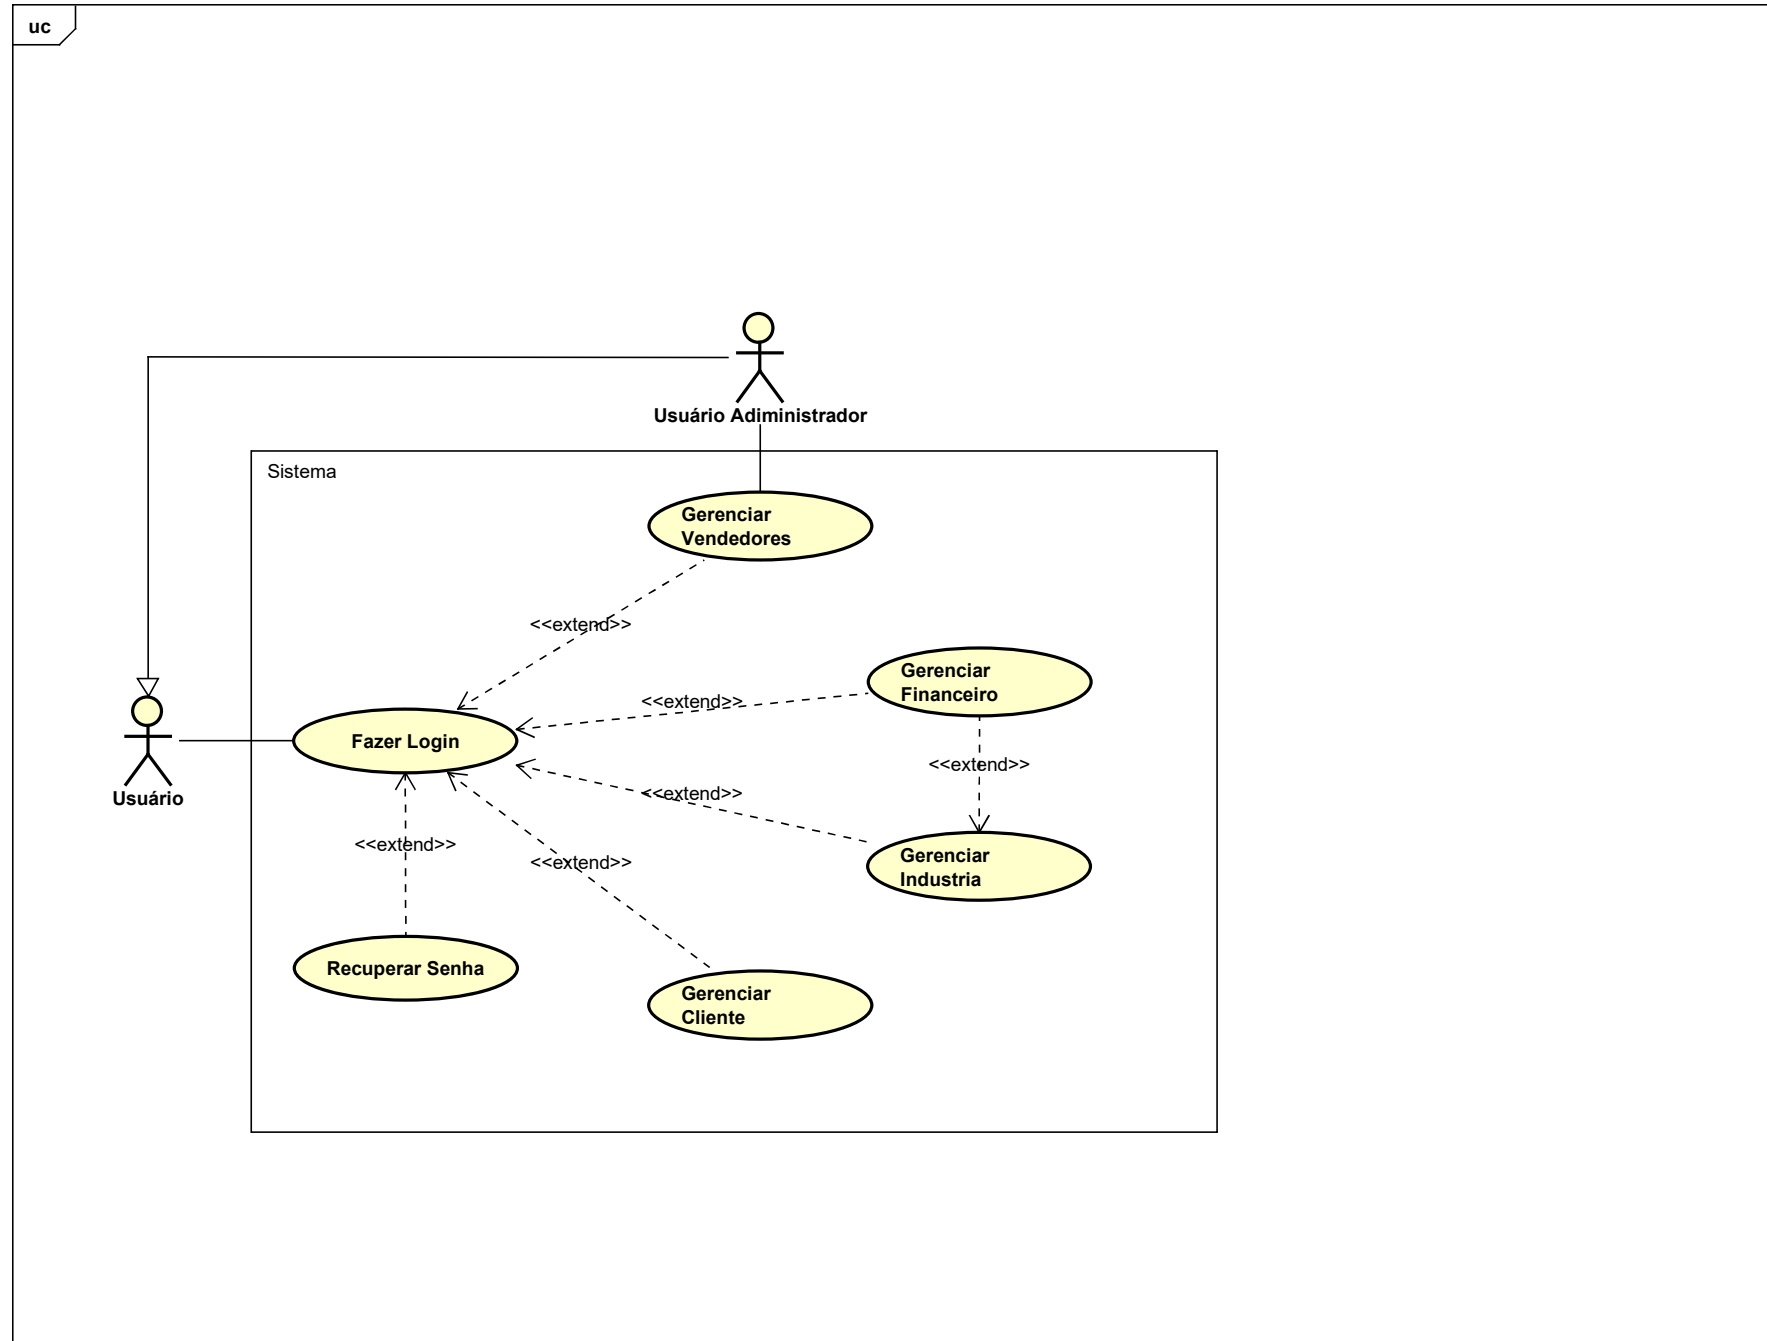 uc
Usuário Adiministrador
Sistema
Gerenciar
Vendedores
<<extend>>
Gerenciar
Financeiro
<<extend>>
Fazer Login
<<extend>>
Usuário
<<extend>>
<<extend>>
Gerenciar
Industria
<<extend>>
Recuperar Senha
Gerenciar
Cliente